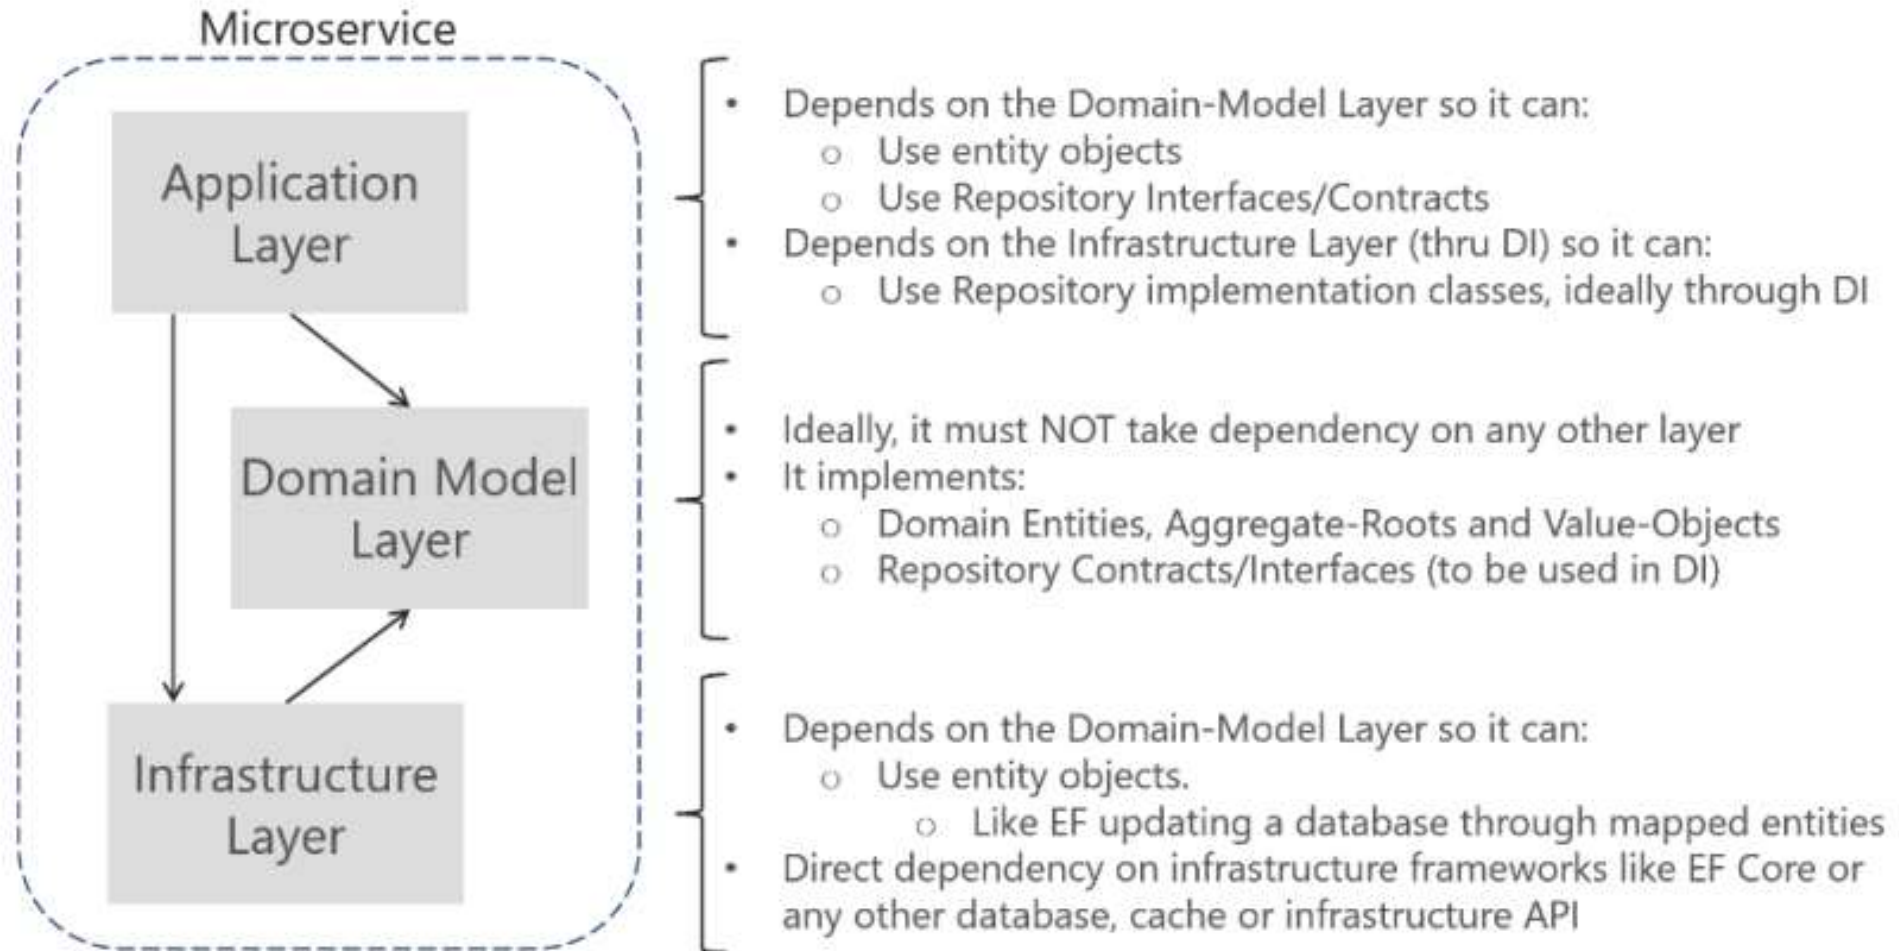 Microservice
Application
Layer
• Depends on the Domain-Model Layer so it can:
o Use entity objects
o Use Repository Interfaces/Contracts
• Depends on the Infrastructure Layer (thru DI) so it can:
o Use Repository implementation classes, ideally through DI
Domain Model
Layer
• Ideally, it must NOT take dependency on any other layer
• It implements:
o Domain Entities, Aggregate-Roots and Value-Objects
o Repository Contracts/Interfaces (to be used in DI)
Infrastructure
Layer
• Depends on the Domain-Model Layer so it can:
o Use entity objects.
o Like EF updating a database through mapped entities
• Direct dependency on infrastructure frameworks like EF Core or
any other database, cache or infrastructure API